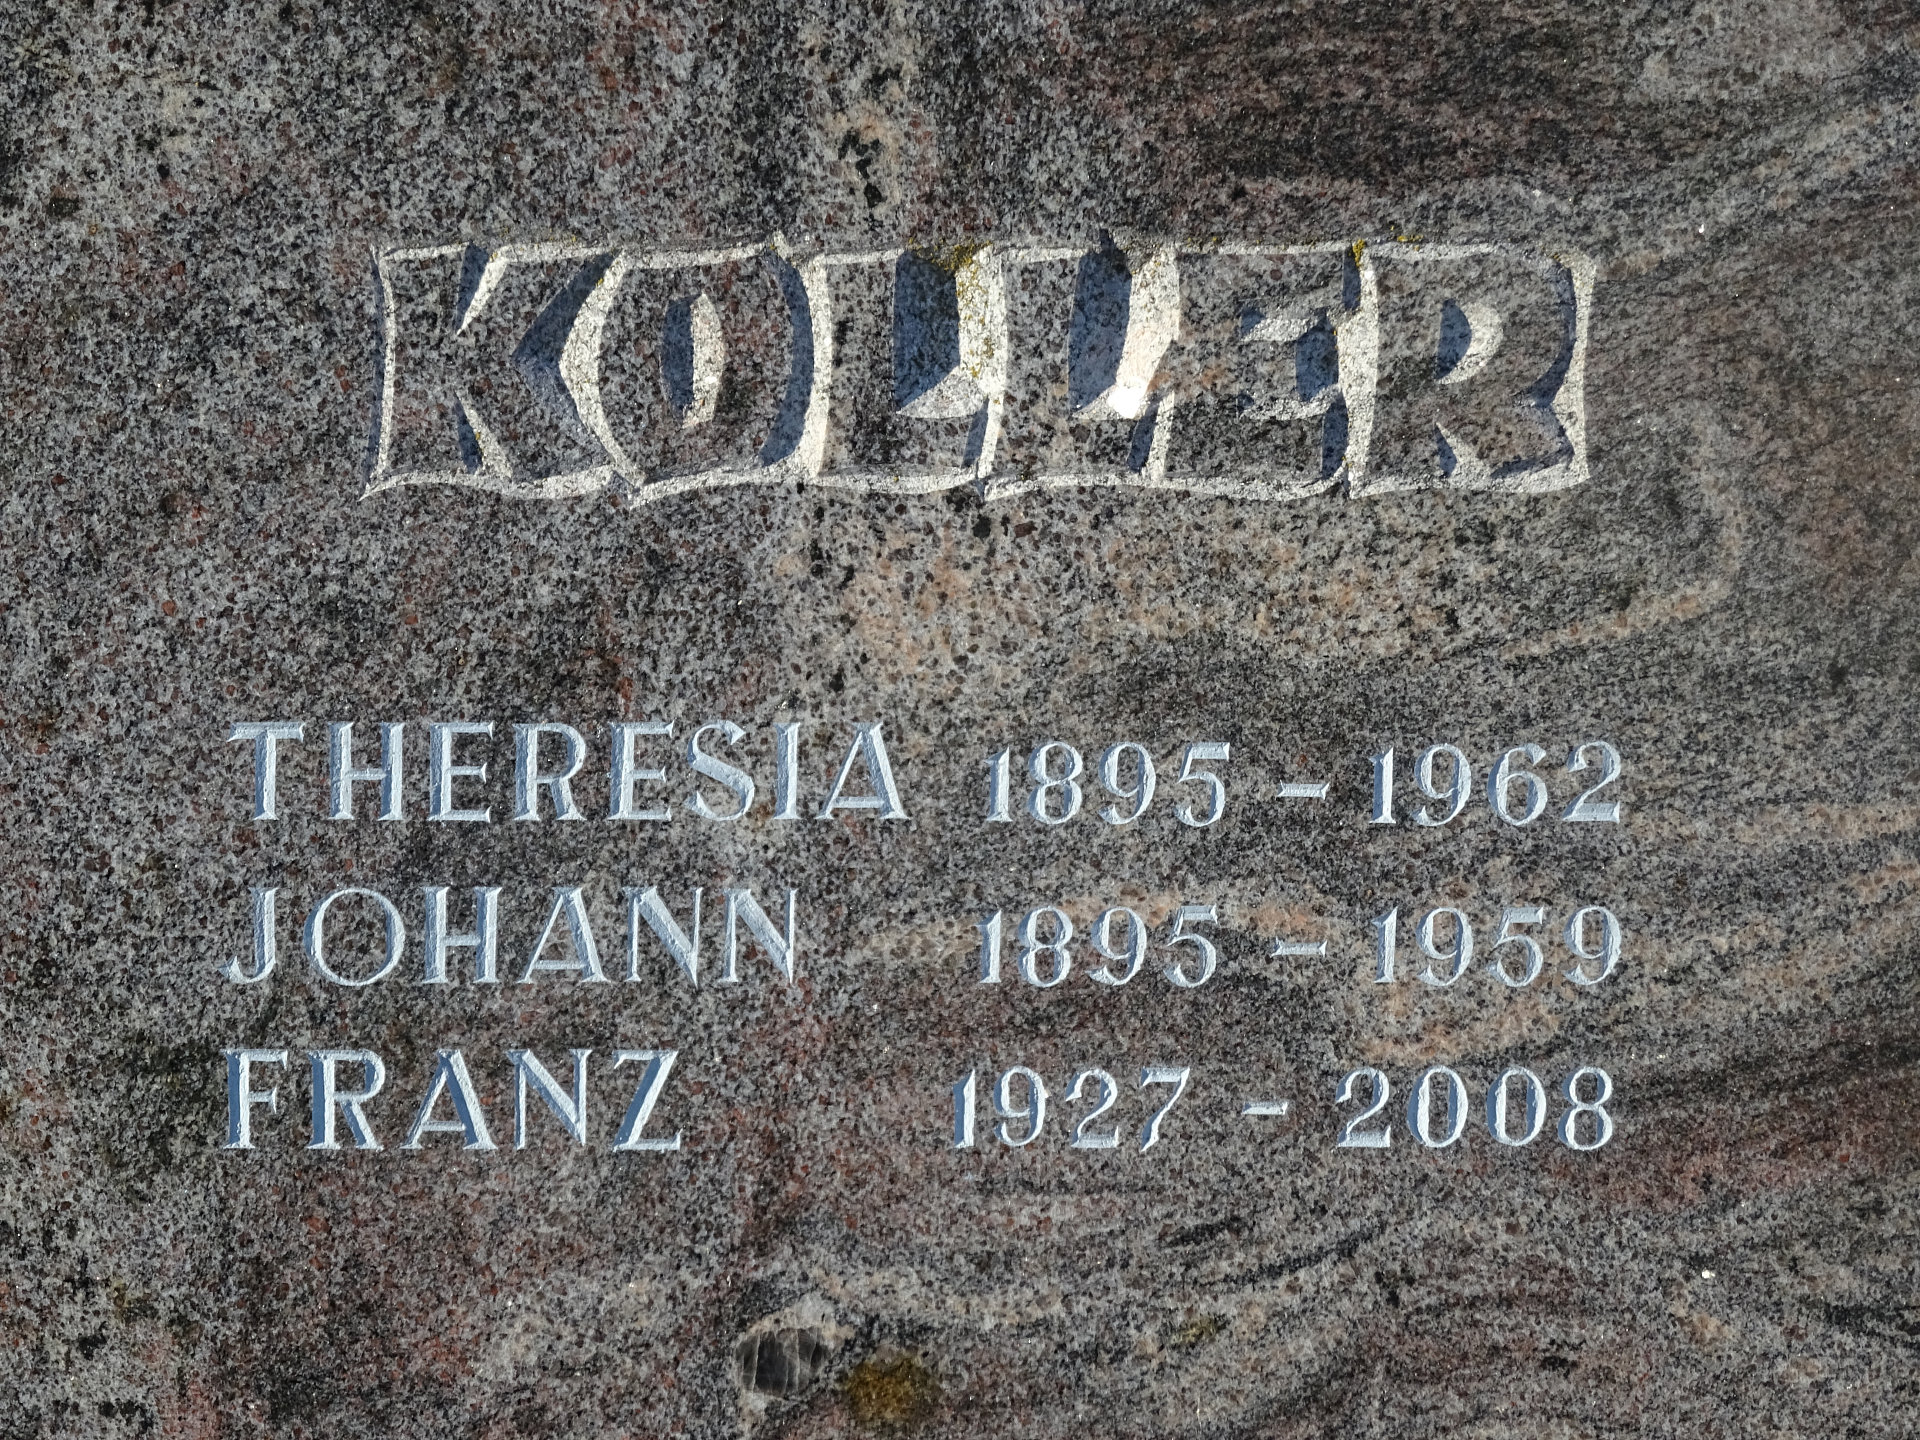 KOLLER
THERESIA 1895 – 1962
JOHANN 1895 – 1959
FRANZ 1927 – 2008